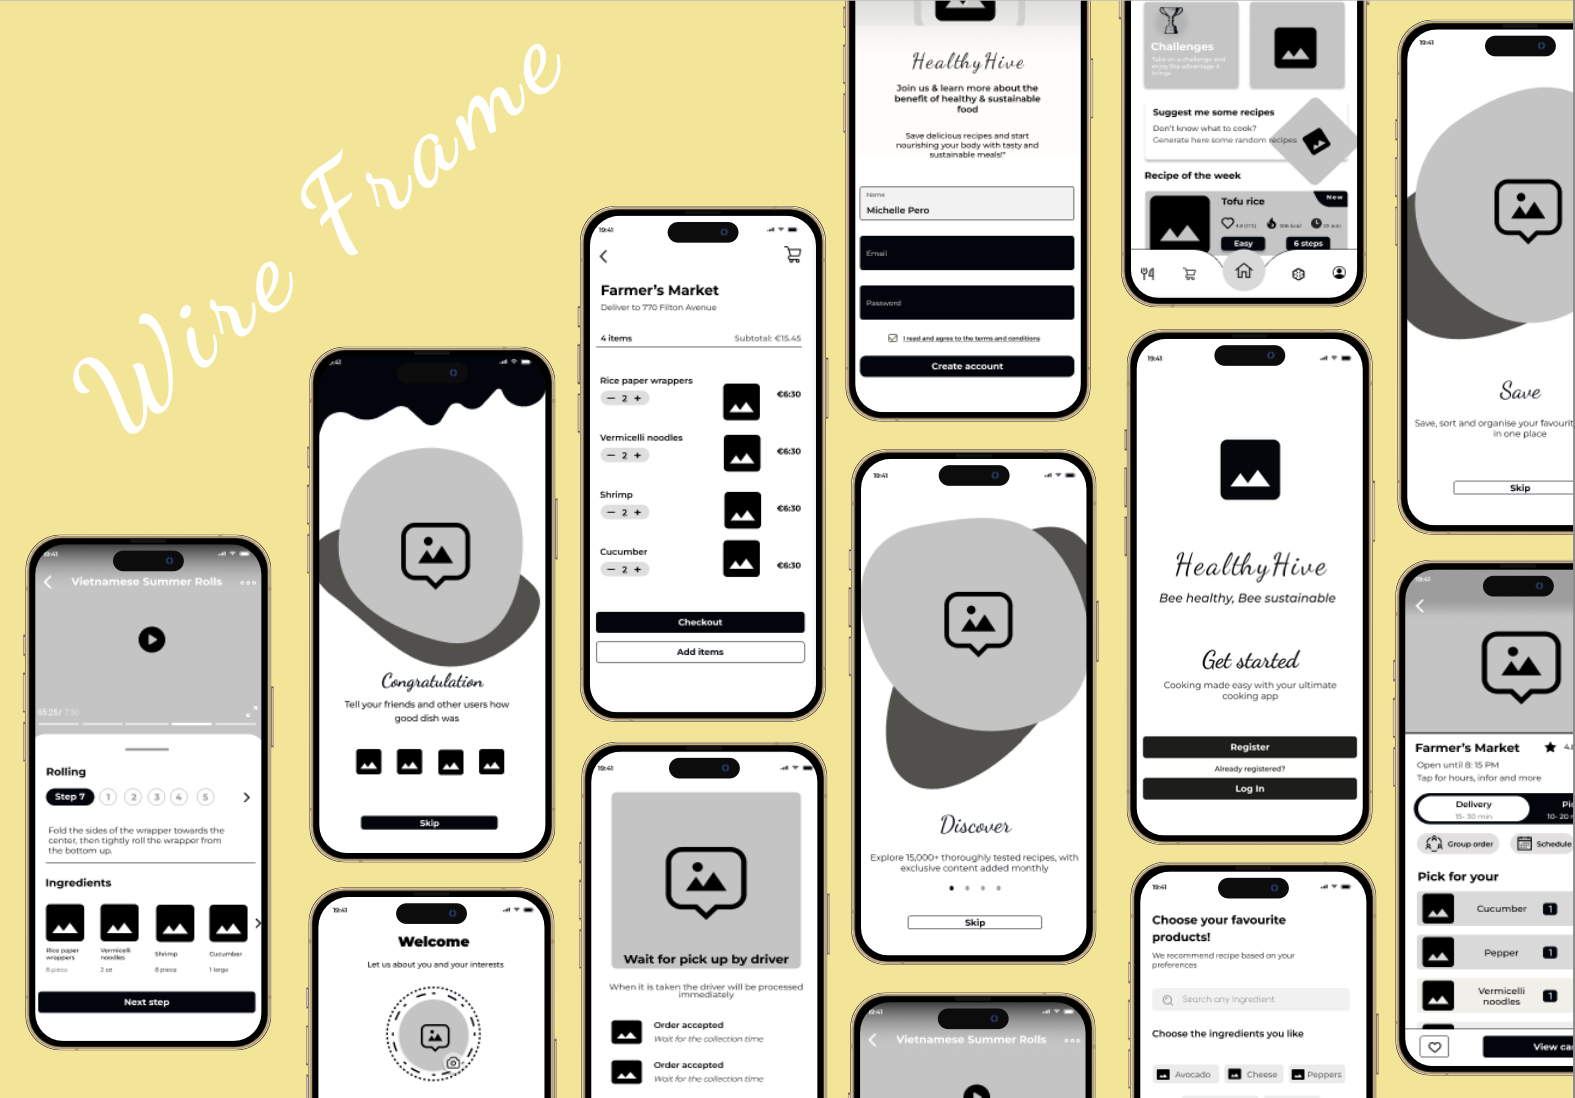 Wire Frame
19:41
Vietnamese Summer Rolls
05:25 / 7:30
Rolling
Step 7
1
2
3
4
5
Fold the sides of the wrapper towards the
center, then tightly roll the wrapper from
the bottom up.
Ingredients
Rice paper
wrappers
8 piece
Vermicelli
noodles
2 oz
Shrimp
8 piece
Cucumber
1 large
Next step
Congratulation
Tell your friends and other users how
good dish was
Skip
19:41
Welcome
Let us about you and your interests
19:41
Farmer's Market
Deliver to 770 Filton Avenue
4 items
Subtotal: €15.45
Rice paper wrappers
— 2 +
€6:30
Vermicelli noodles
— 2 +
€6:30
Shrimp
— 2 +
€6:30
Cucumber
— 2 +
€6:30
Checkout
Add items
19:41
Wait for pick up by driver
When it is taken the driver will be processed
immediately
Order accepted
Wait for the collection time
Order accepted
Wait for the collection time
HealthyHive
Join us & learn more about the
benefit of healthy & sustainable
food
Save delicious recipes and start
nourishing your body with tasty and
sustainable meals!"
Name
Michelle Pero
Email
Password
I read and agree to the terms and conditions
Create account
19:41
Discover
Explore 15,000+ thoroughly tested recipes, with
exclusive content added monthly
Skip
19:41
Vietnamese Summer Rolls
Challenges
Take on a challenge and
enjoy the advantage it
brings
Suggest me some recipes
Don't know what to cook?
Generate here some random recipes
Recipe of the week
New
Tofu rice
Easy
6 steps
19:41
HealthyHive
Bee healthy, Bee sustainable
Get started
Cooking made easy with your ultimate
cooking app
Register
Already registered?
Log In
19:41
Choose your favourite
products!
We recommend recipe based on your
preferences
Search any ingredient
Choose the ingredients you like
Avocado
Cheese
Peppers
19:41
Save
Save, sort and organise your favourit
in one place
Skip
19:41
Farmer's Market
Open until 8: 15 PM
Tap for hours, infor and more
Delivery
15- 30 min
Pic
10- 20
Group order
Schedule
Pick for your
Cucumber
1
Pepper
1
Vermicelli
noodles
1
View car